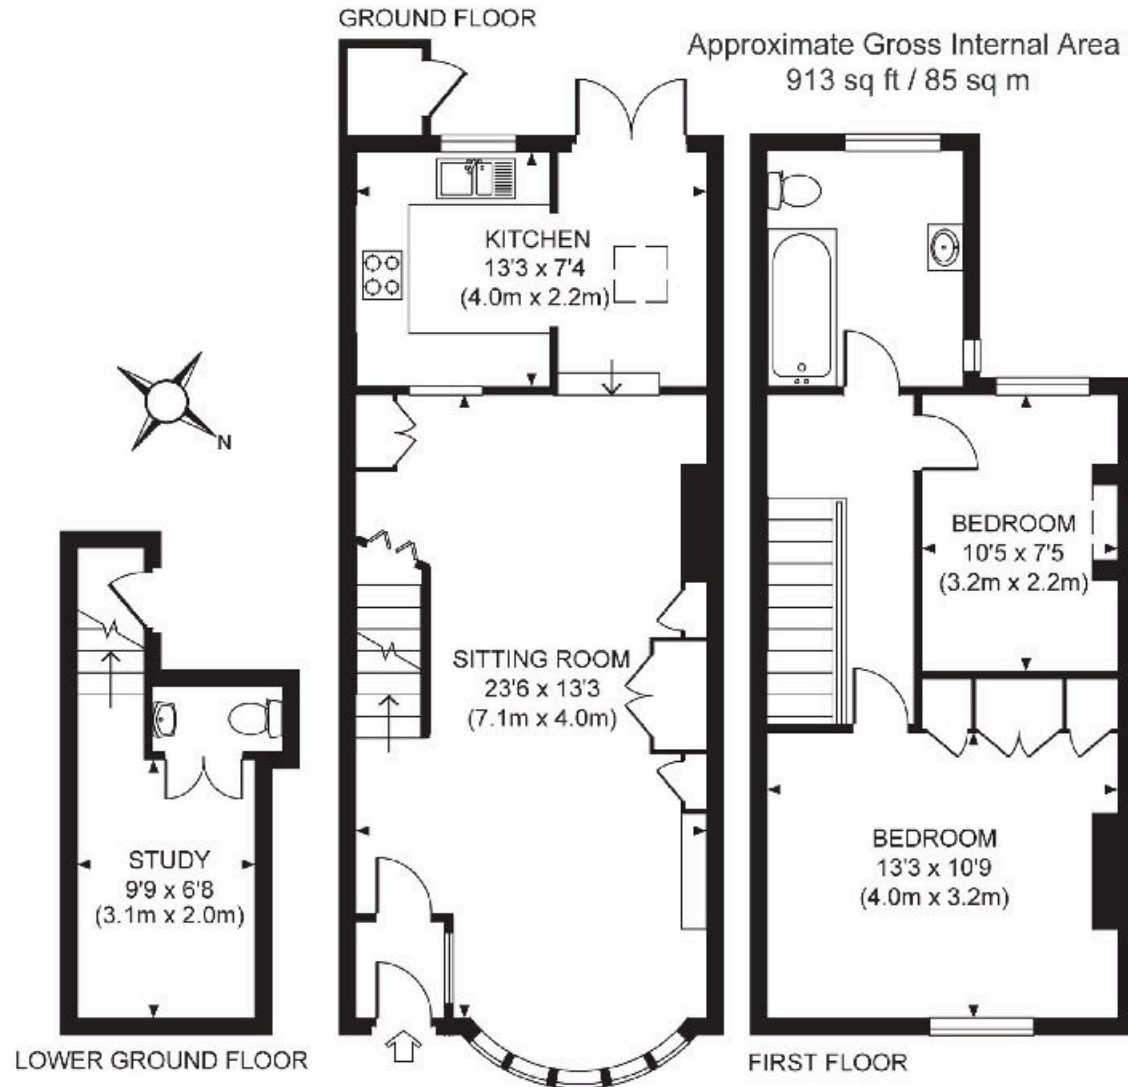 GROUND FLOOR
Approximate Gross Internal Area
913 sq ft / 85 sq m
KITCHEN
13'3 x 7'4
(4.0m x 2.2m)
N
BEDROOM
10'5 x 7'5
(3.2m x 2.2m)
SITTING ROOM
23'6 x 13'3
(7.1m x 4.0m)
STUDY
9'9 x 6'8
(3.1m x 2.0m)
BEDROOM
13'3 x 10'9
(4.0m x 3.2m)
LOWER GROUND FLOOR
FIRST FLOOR